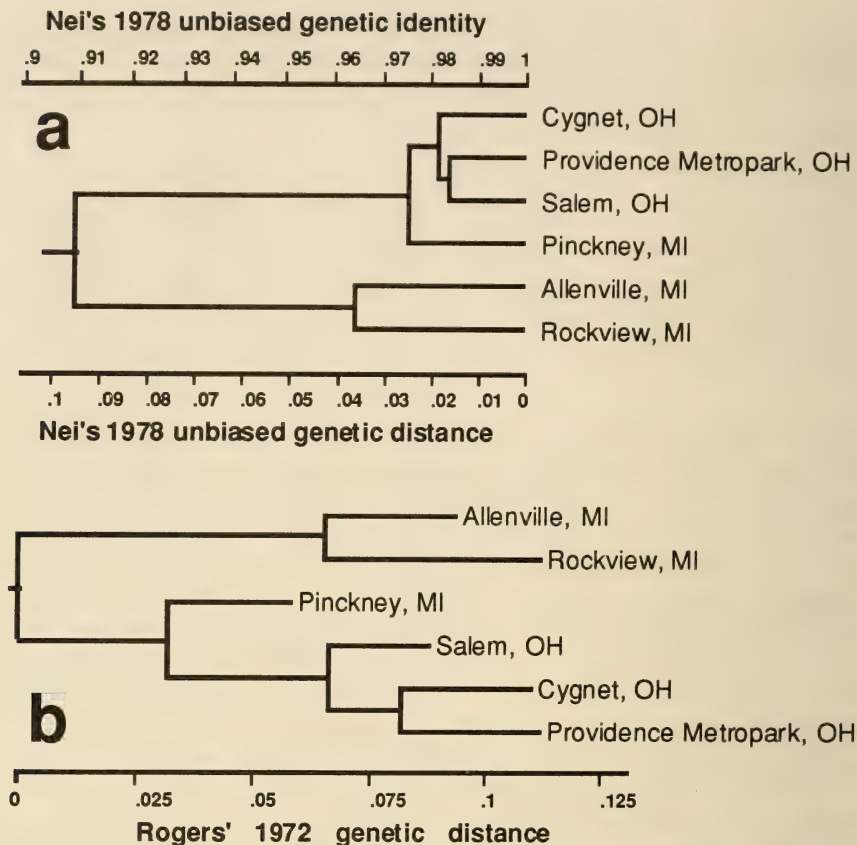 Nei's 1978 unbiased genetic identity
.9 .91 .92 .93 .94 .95 .96 .97 .98 .99 1
a
Cygnet, OH
Providence Metropark, OH
Salem, OH
Pinckney, MI
Allenville, MI
Rockview, MI
.1 .09 .08 .07 .06 .05 .04 .03 .02 .01 0
Nei's 1978 unbiased genetic distance
Allenville, MI
Rockview, MI
Pinckney, MI
Salem, OH
Cygnet, OH
b
Providence Metropark, OH
0 .025 .05 .075 .1 .125
Rogers' 1972 genetic distance